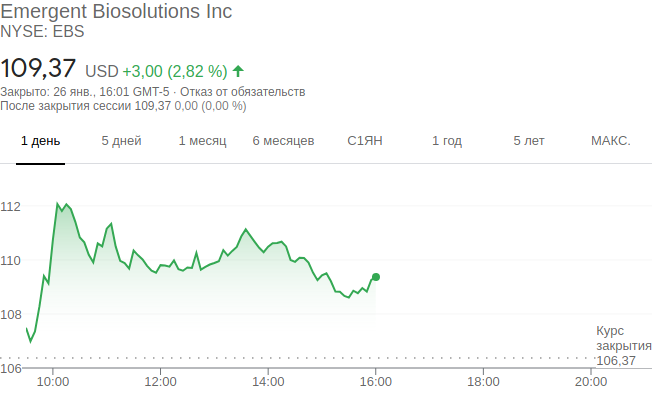 Emergent Biosolutions Inc
NYSE: EBS
109,37 USD +3,00 (2,82 %)
Закрыто: 26 янв., 16:01 GMT-5 · Отказ от обязательств
После закрытия сессии 109,37 0,00 (0,00 %)
1 день 5 дней 1 месяц 6 месяцев С1ЯН 1 год 5 лет МАКС.
112
110
108
Курс
закрытия
106,37
106
10:00 12:00 14:00 16:00 18:00 20:00